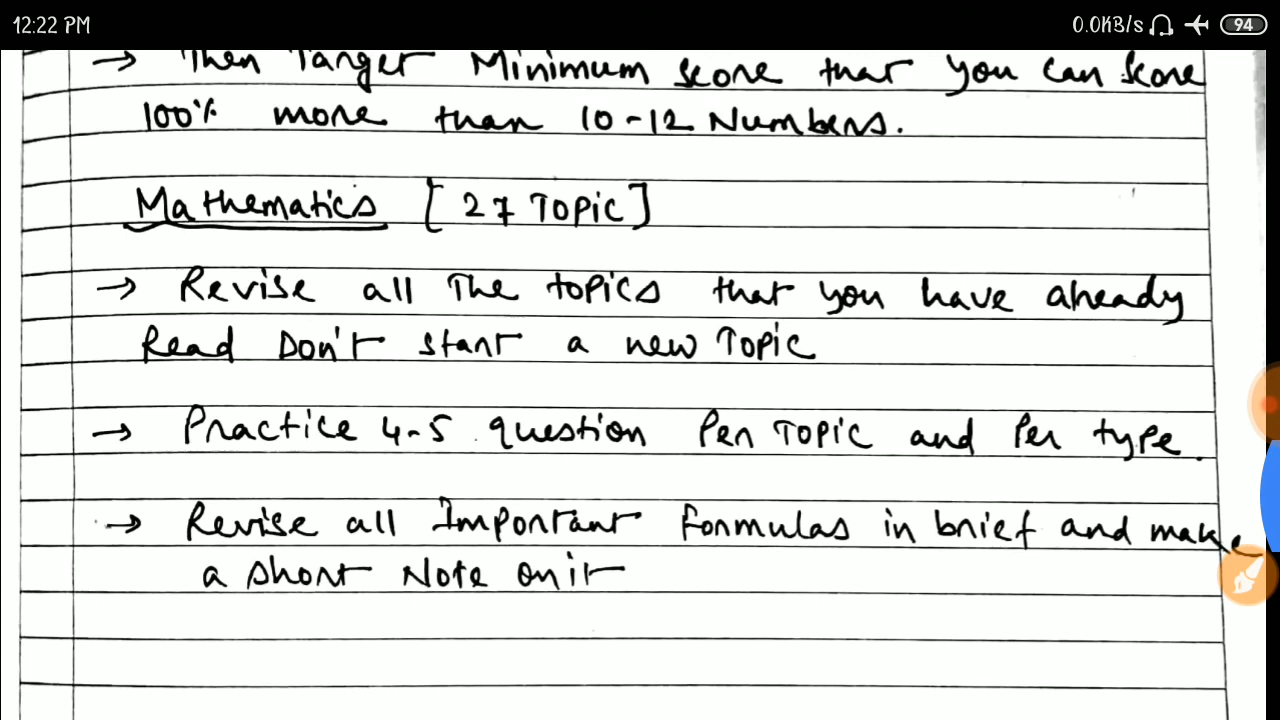 12:22 PM 0.0KB/s 94
→ Then Target Minimum score that you can score
100% more than 10-12 Numbers.
Mathematics [27 Topic]
→ Revise all The topics that you have already
Read Don't start a new Topic
→ Practice 4-5 question Per Topic and Per type.
→ Revise all Important formulas in brief and make
a short Note on it